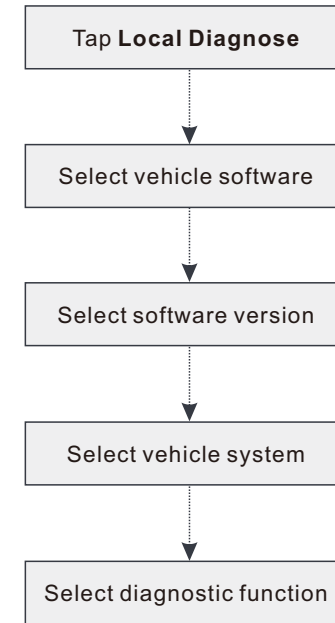 Tap Local Diagnose
Select vehicle software
Select software version
Select vehicle system
Select diagnostic function